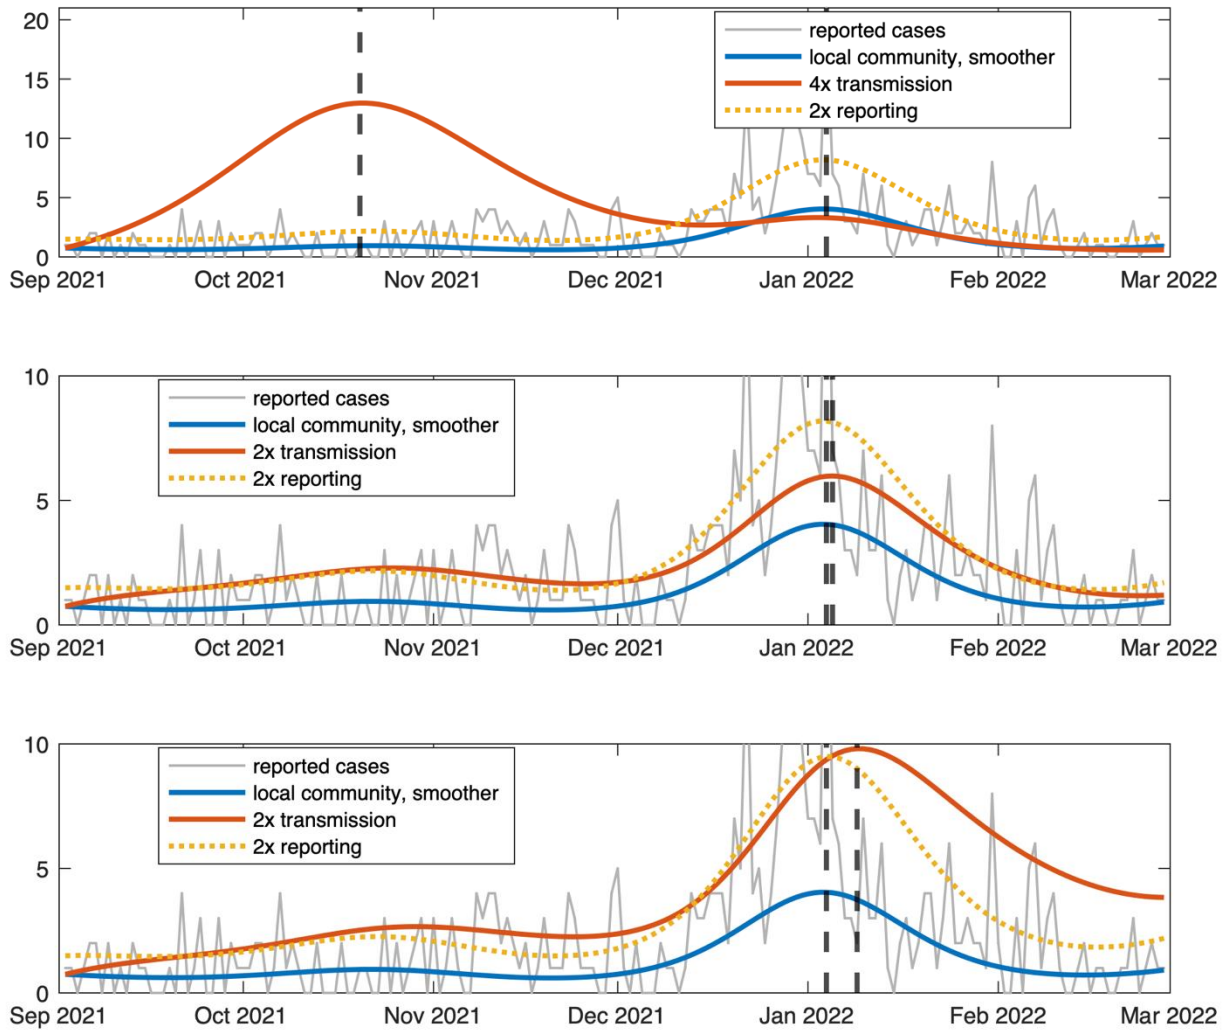 20
15
10
5
0
reported cases
local community, smoother
4x transmission
2x reporting
Sep 2021 Oct 2021 Nov 2021 Dec 2021 Jan 2022 Feb 2022 Mar 2022
10
5
0
reported cases
local community, smoother
2x transmission
2x reporting
Sep 2021 Oct 2021 Nov 2021 Dec 2021 Jan 2022 Feb 2022 Mar 2022
10
5
0
reported cases
local community, smoother
2x transmission
2x reporting
Sep 2021 Oct 2021 Nov 2021 Dec 2021 Jan 2022 Feb 2022 Mar 2022